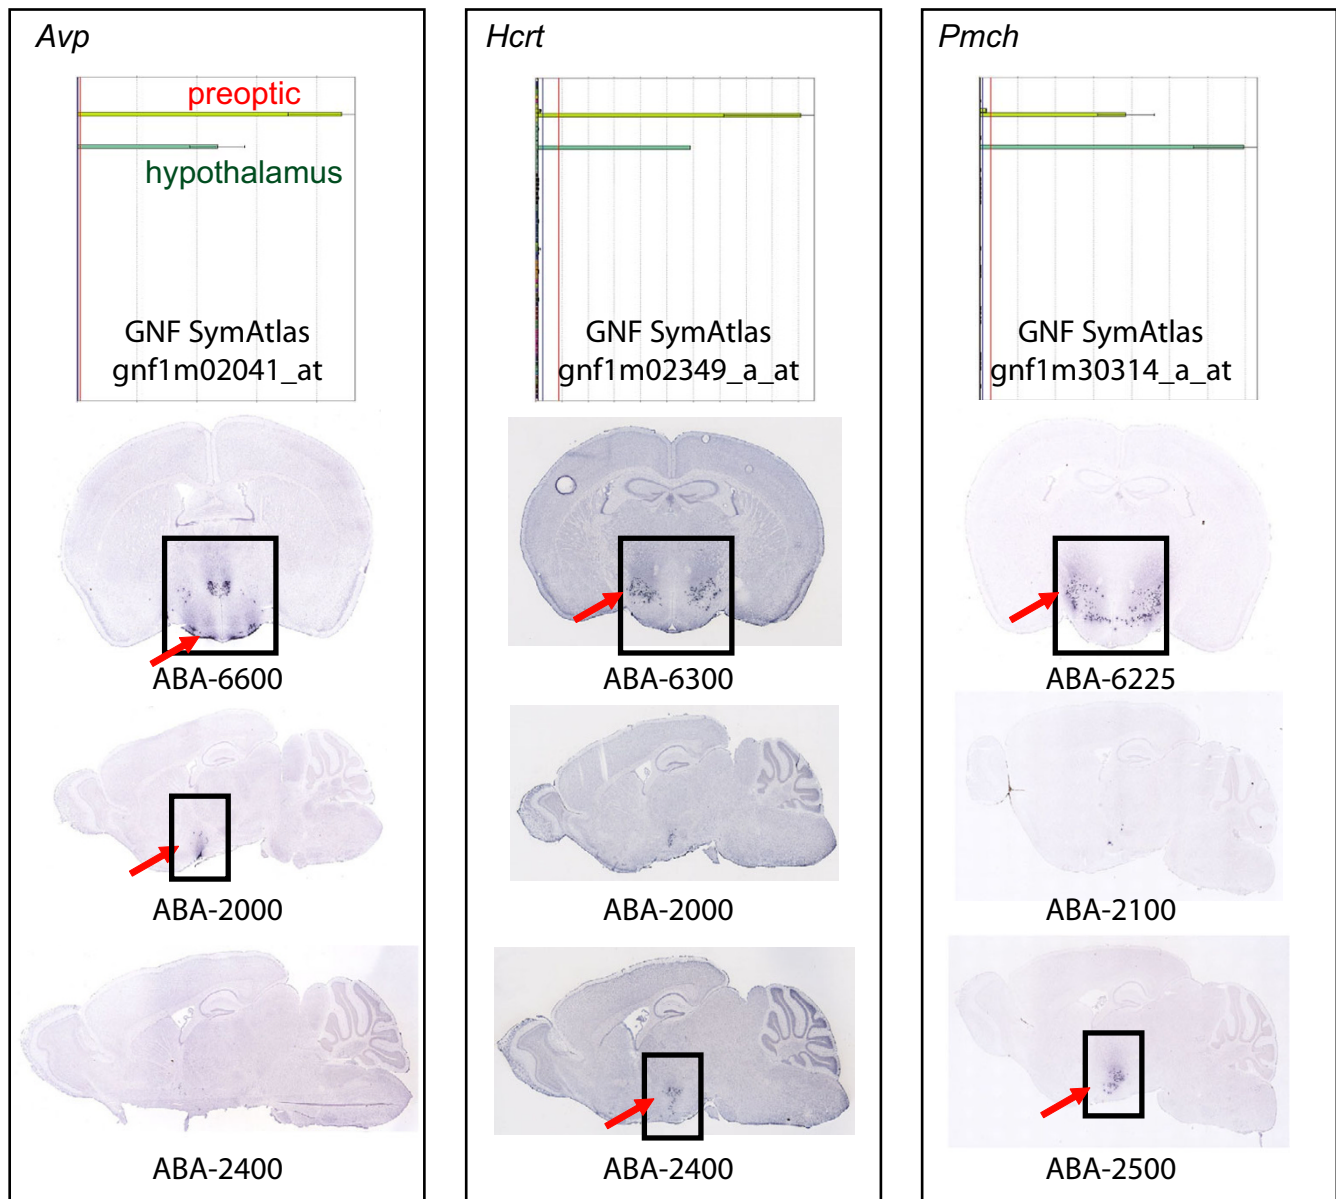 Avp
preoptic
hypothalamus
GNF SymAtlas
gnf1m02041_at
ABA-6600
ABA-2000
ABA-2400
Hcrt
GNF SymAtlas
gnf1m02349_a_at
ABA-6300
ABA-2000
ABA-2400
Pmch
GNF SymAtlas
gnf1m30314_a_at
ABA-6225
ABA-2100
ABA-2500